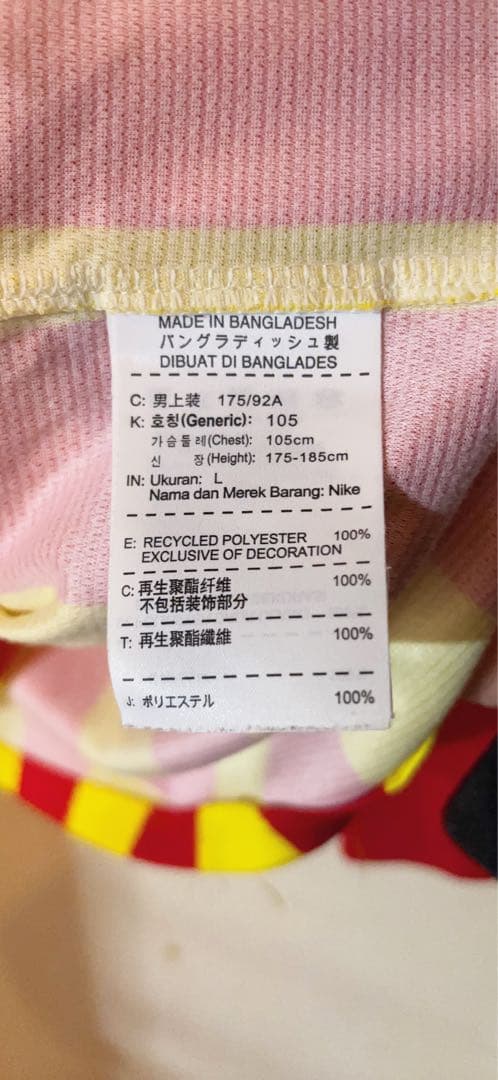 MADE IN BANGLADESH
バングラディッシュ製
DIBUAT DI BANGLADES
C: 男上装 175/92A
K: 호칭(Generic): 105
가슴둘레(Chest): 105cm
신 장(Height): 175-185cm
IN: Ukuran: L
Nama dan Merek Barang: Nike
E: RECYCLED POLYESTER 100%
EXCLUSIVE OF DECORATION
C: 再生聚酯纤维 100%
不包括装饰部分
T: 再生聚酯纖維 100%
J: ポリエステル 100%